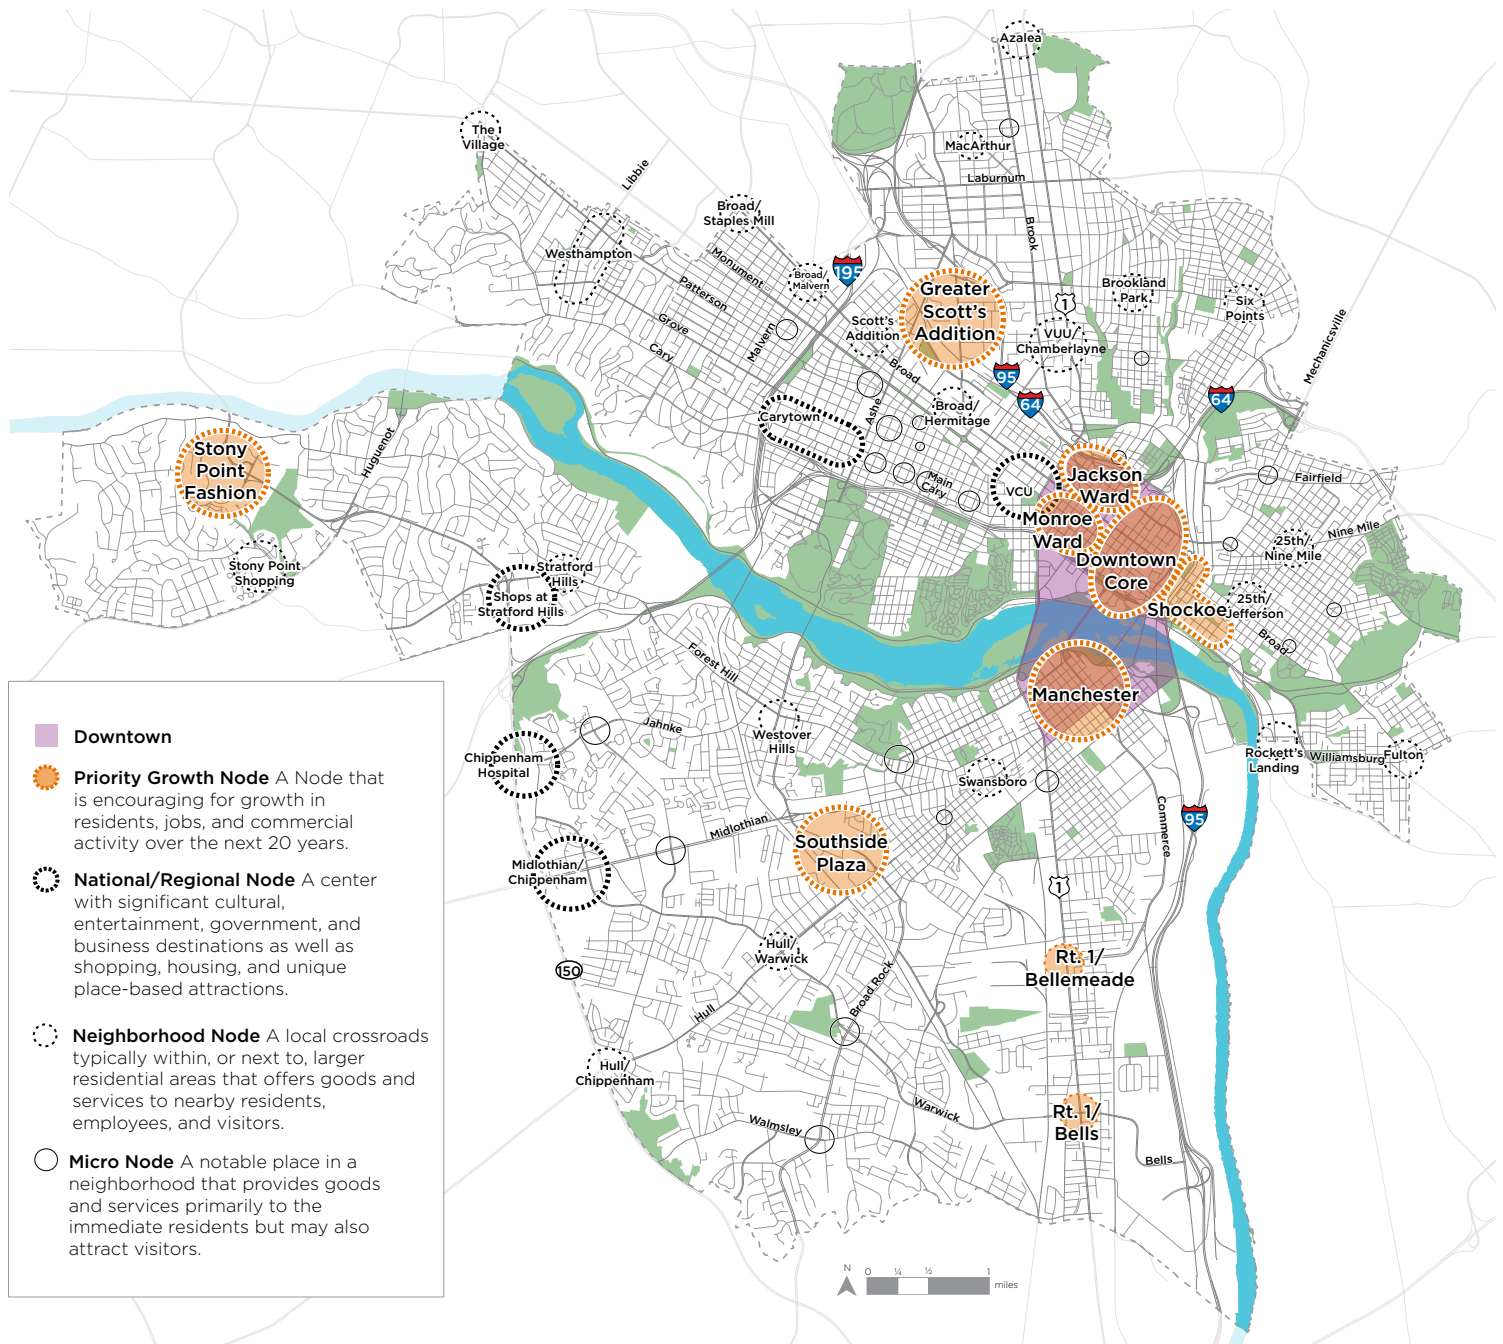 Azalea
The
Village
MacArthur
Laburnum
Libbie
Broad/
Staples Mill
Brook
Westhampton
Monument
Broad/
Malvern
195
Patterson
Greater
Scott's
Addition
Brookland
Park
Six
Points
1
Grove
Malvern
Scott's
Addition
VUU/
Chamberlayne
Mechanicsville
Cary
Broad
95
64
64
Ashe
Carytown
Broad/
Hermitage
Huguenot
Stony
Point
Fashion
Main
Cary
VCU
Jackson
Ward
Fairfield
Monroe
Ward
Nine Mile
25th/
Nine Mile
Downtown
Core
Stony Point
Shopping
Stratford
Hills
Shops at
Stratford Hills
Shockoe
25th
Jefferson
Broad
Forest Hill
Manchester
Jahnke
Westover
Hills
Chippenham
Hospital
Rockett's
Landing
Williamsburg
Fulton
Swansboro
Commerce
95
Midlothian
Southside
Plaza
Midlothian/
Chippenham
1
Hull/
Warwick
Rt. 1/
Bellemeade
150
Broad Rock
Hull
Hull/
Chippenham
Warwick
Walmsley
Rt. 1/
Bells
Bells
Downtown
Priority Growth Node A Node that
is encouraging for growth in
residents, jobs, and commercial
activity over the next 20 years.
National/Regional Node A center
with significant cultural,
entertainment, government, and
business destinations as well as
shopping, housing, and unique
place-based attractions.
Neighborhood Node A local crossroads
typically within, or next to, larger
residential areas that offers goods and
services to nearby residents,
employees, and visitors.
Micro Node A notable place in a
neighborhood that provides goods
and services primarily to the
immediate residents but may also
attract visitors.
N
0 ¼ ½ 1
miles